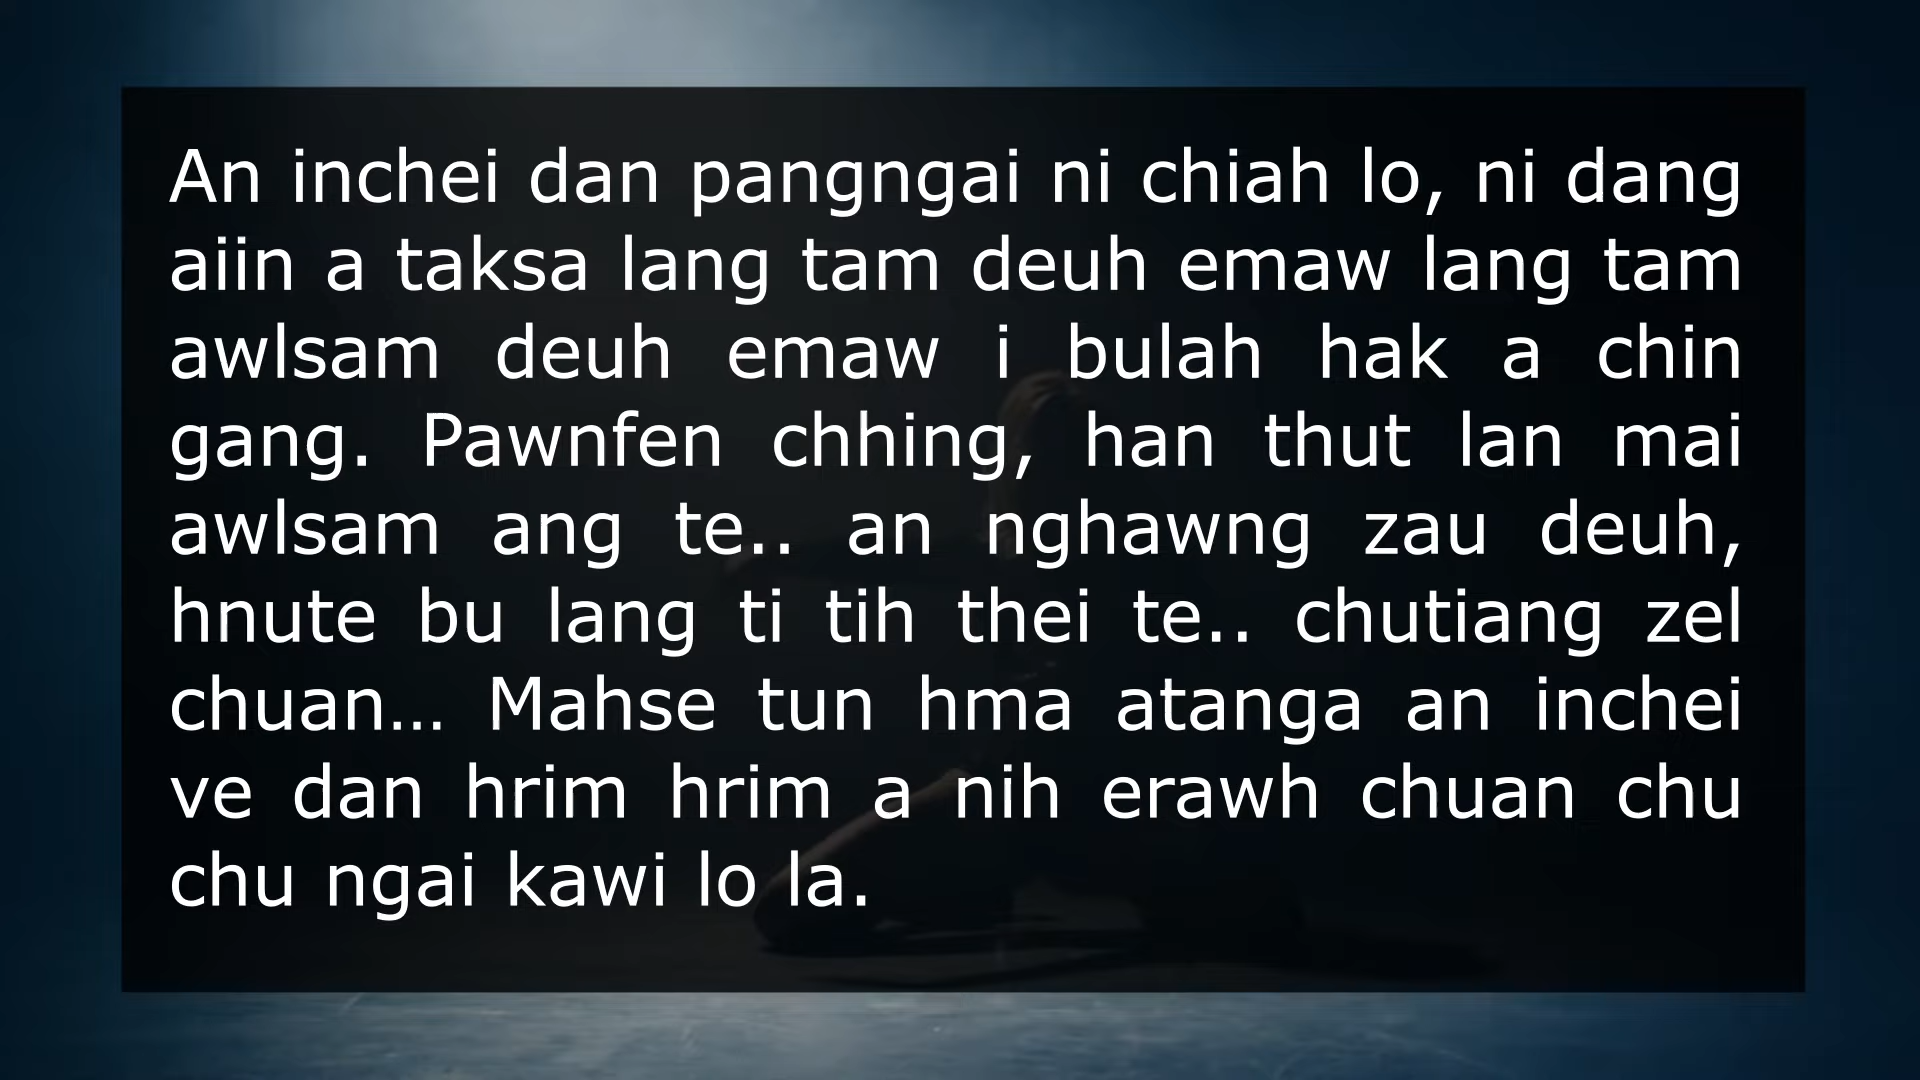 An inchei dan pangngai ni chiah lo, ni dang
aiin a taksa lang tam deuh emaw lang tam
awlsam deuh emaw i bulah hak a chin
gang. Pawnfen chhing, han thut lan mai
awlsam ang te.. an nghawng zau deuh,
hnute bu lang ti tih thei te.. chutiang zel
chuan... Mahse tun hma atanga an inchei
ve dan hrim hrim a nih erawh chuan chu
chu ngai kawi lo la.